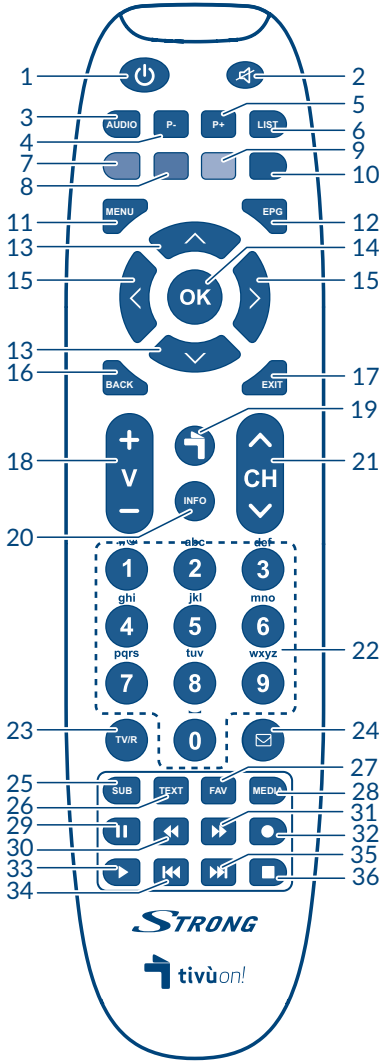 1 2
3 AUDIO P- P+ LIST 5
4 6
7 9
8 10
11 MENU EPG 12
13 14
15 OK 15
13
16 BACK EXIT 17
19
18 + V − CH 21
20 INFO
abc def
1 2 3
ghi jkl mno
4 5 6
22
pqrs tuv wxyz
7 8 9
23 TV/R 0 24
25 27
SUB TEXT FAV MEDIA
26 28
29 31
30 32
33 35
34 36
STRONG
tivùon!